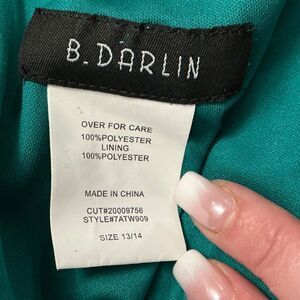 B. DARLIN
OVER FOR CARE
100%POLYESTER
LINING
100%POLYESTER
MADE IN CHINA
CUT#20009756
STYLE#7ATW909
SIZE 13/14